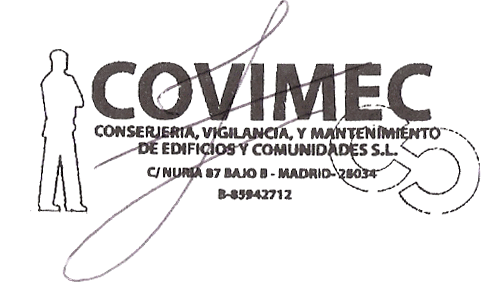 COVIMEC
CONSERJERIA, VIGILANCIA, Y MANTENIMIENTO
DE EDIFICIOS Y COMUNIDADES S.L.
C/ NURIA 87 BAJO B - MADRID- 28034
B-85942712